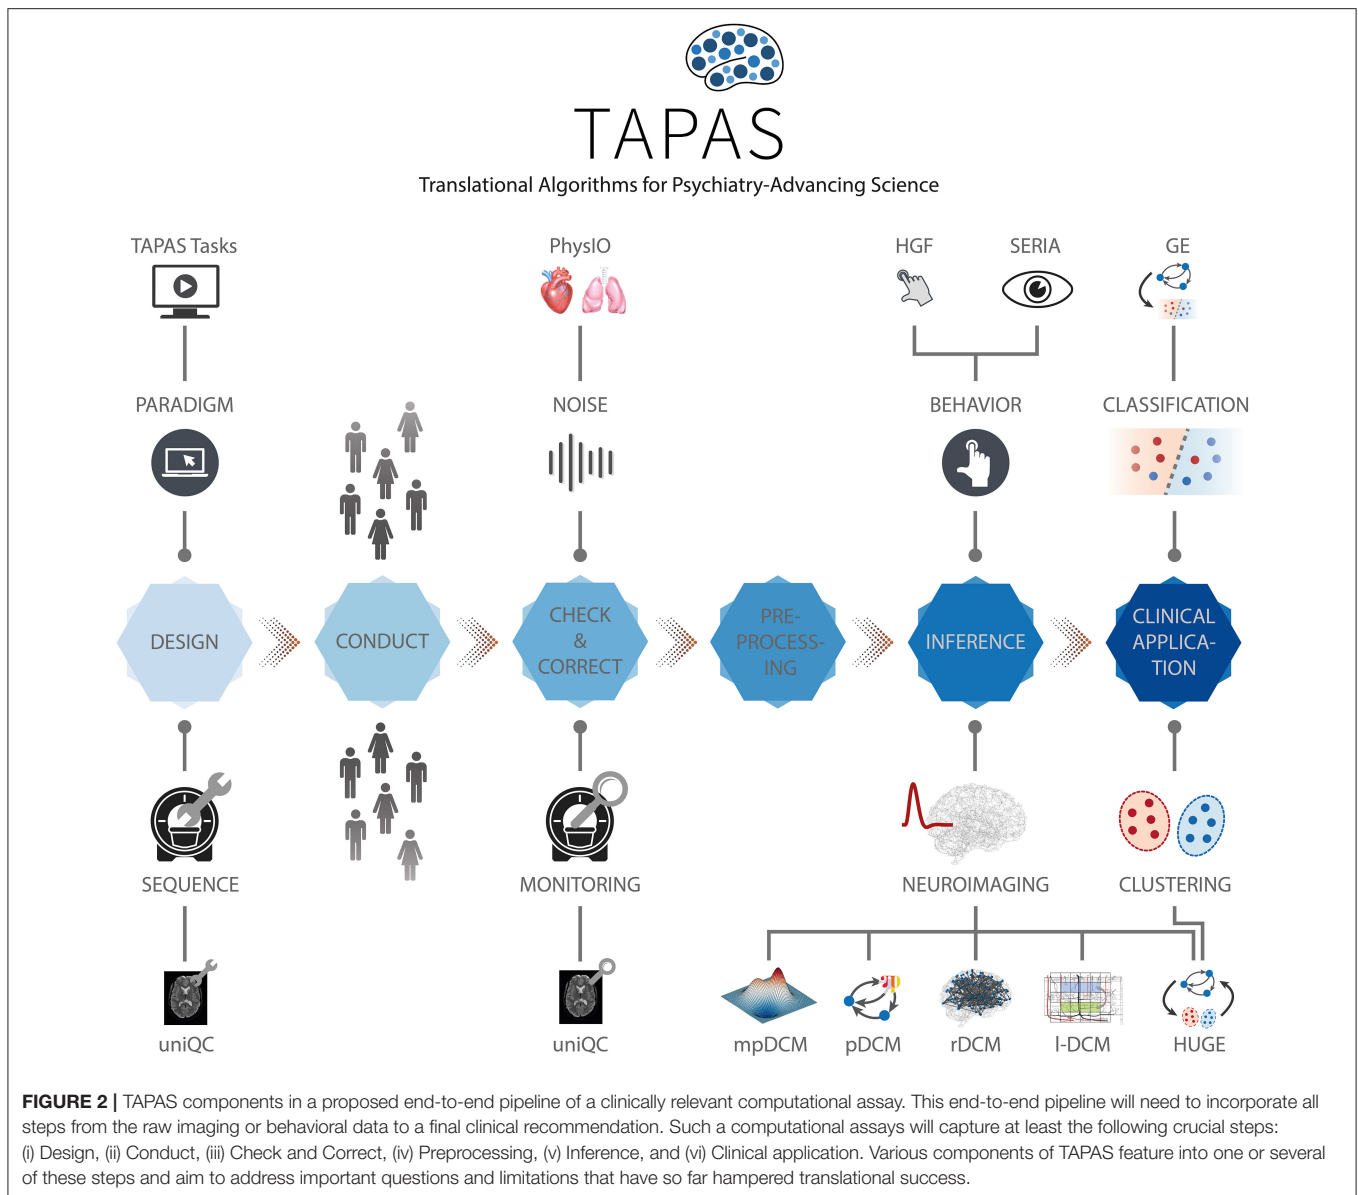 TAPAS
Translational Algorithms for Psychiatry-Advancing Science
TAPAS Tasks
PhysIO
HGF
SERIA
GE
PARADIGM
NOISE
BEHAVIOR
CLASSIFICATION
DESIGN
CONDUCT
CHECK
&
CORRECT
PRE-
PROCESS-
ING
INFERENCE
CLINICAL
APPLICA-
TION
SEQUENCE
MONITORING
NEUROIMAGING
CLUSTERING
uniQC
uniQC
mpDCM
pDCM
rDCM
l-DCM
HUGE
FIGURE 2 | TAPAS components in a proposed end-to-end pipeline of a clinically relevant computational assay. This end-to-end pipeline will need to incorporate all
steps from the raw imaging or behavioral data to a final clinical recommendation. Such a computational assays will capture at least the following crucial steps:
(i) Design, (ii) Conduct, (iii) Check and Correct, (iv) Preprocessing, (v) Inference, and (vi) Clinical application. Various components of TAPAS feature into one or several
of these steps and aim to address important questions and limitations that have so far hampered translational success.